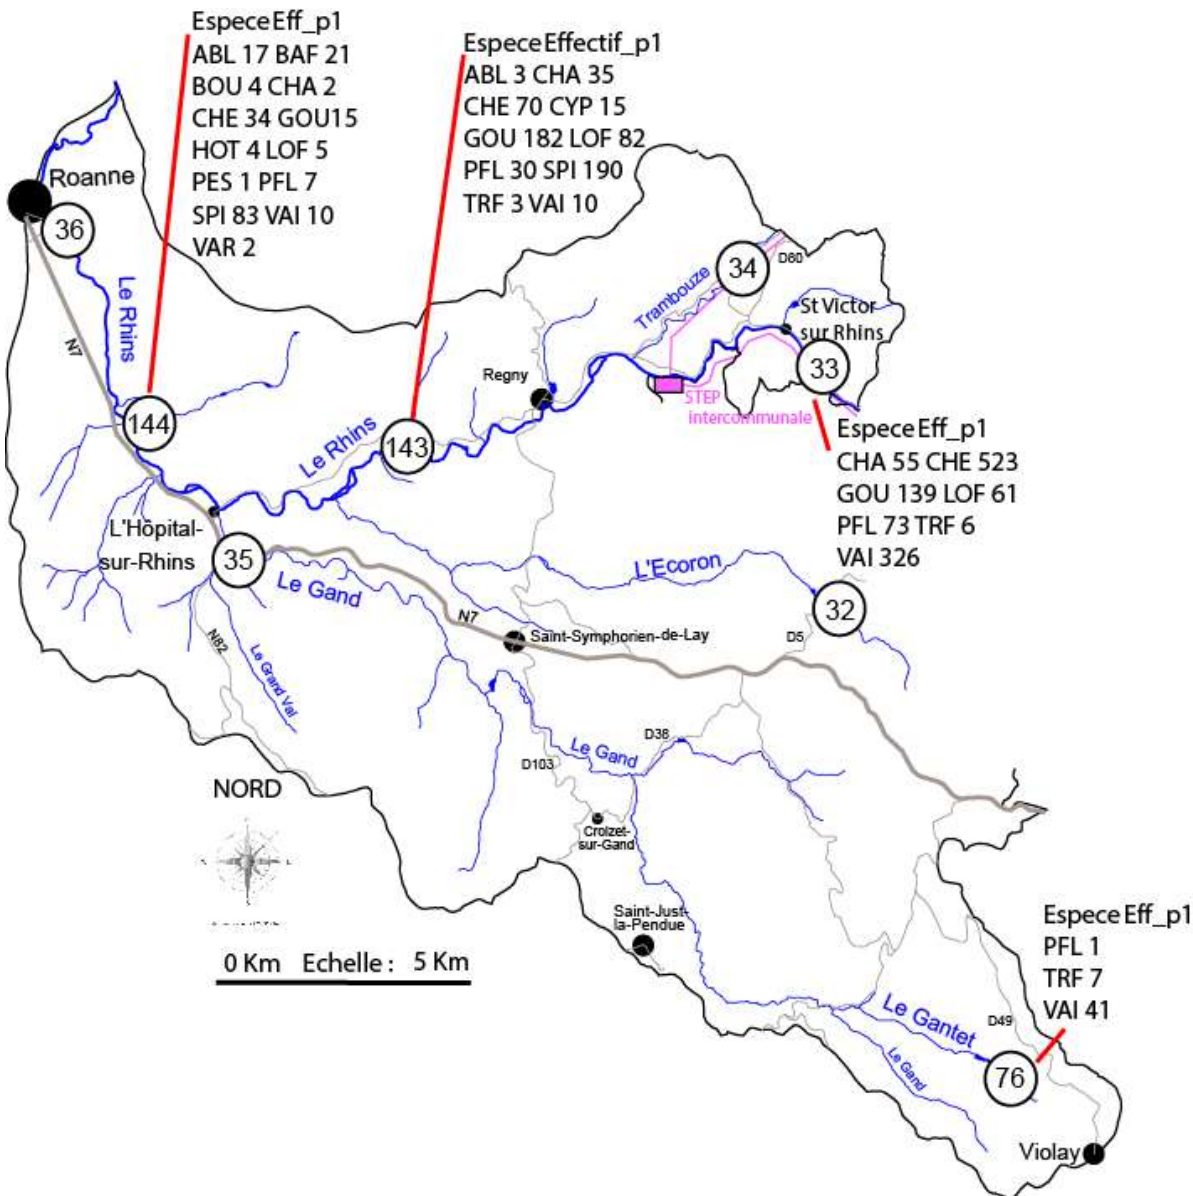 Espece Eff_p1
ABL 17 BAF 21
BOU 4 CHA 2
CHE 34 GOU15
HOT 4 LOF 5
PES 1 PFL 7
SPI 83 VAI 10
VAR 2
Espece Effectif_p1
ABL 3 CHA 35
CHE 70 CYP 15
GOU 182 LOF 82
PFL 30 SPI 190
TRF 3 VAI 10
Roanne
36
Le Rhins
N7
34
D80
Trambouze
St Victor
sur Rhins
33
Regny
STEP
intercommunale
144
Le Rhins
143
Espece Eff_p1
CHA 55 CHE 523
GOU 139 LOF 61
PFL 73 TRF 6
VAI 326
L'Hôpital-
sur-Rhins
35
Le Gand
L'Ecoron
32
N7
Saint-Symphorien-de-Lay
D5
N82
Le Grand Val
Le Gand
D38
D103
NORD
Croizet-
sur-Gand
Saint-Just-
la-Pendue
0 Km Echelle : 5 Km
Espece Eff_p1
PFL 1
TRF 7
VAI 41
Le Gantet
D49
Le Gand
76
Violay